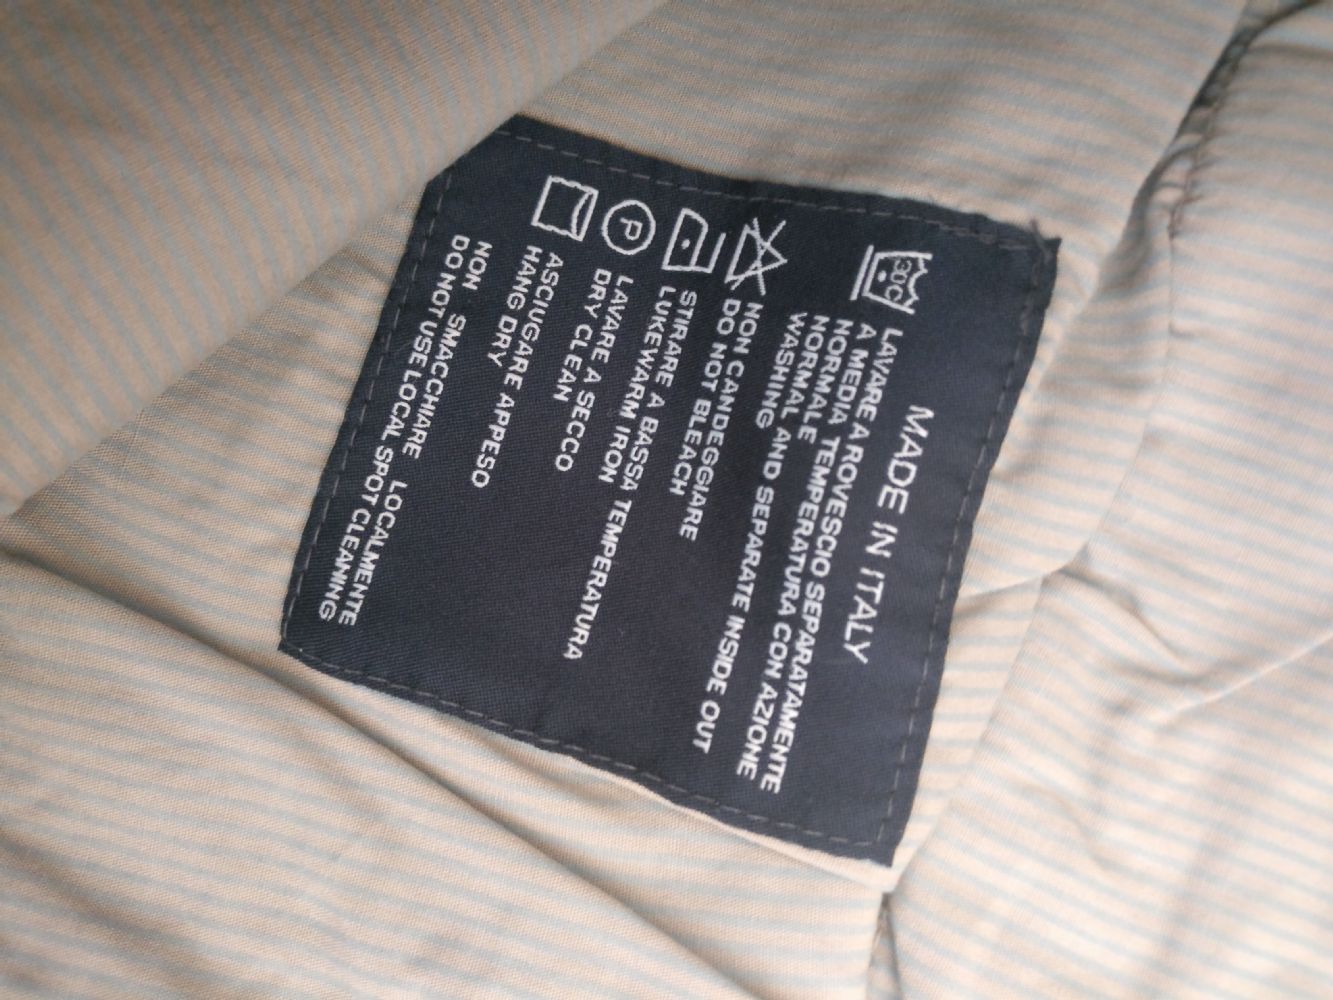 MADE IN ITALY
30C
LAVARE A ROVESCIO SEPARATAMENTE
A MEDIA TEMPERATURA CON AZIONE
NORMALE
NORMAL WASHING AND SEPARATE INSIDE OUT
NON CANDEGGIARE
DO NOT BLEACH
STIRARE A BASSA TEMPERATURA
LUKEWARM IRON
P
LAVARE A SECCO
DRY CLEAN
ASCIUGARE APPESO
HANG DRY
NON SMACCHIARE LOCALMENTE
DO NOT USE LOCAL SPOT CLEANING